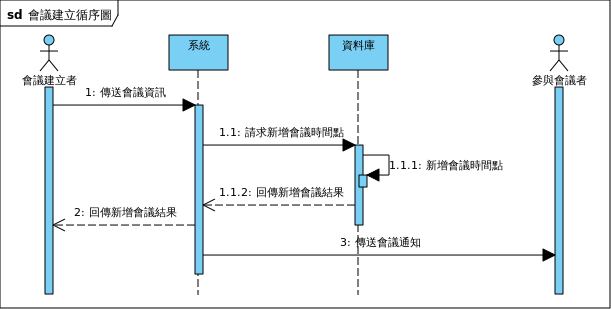 sd 會議建立循序圖
系統
資料庫
會議建立者
參與會議者
1: 傳送會議資訊
1.1: 請求新增會議時間點
1.1.1: 新增會議時間點
1.1.2: 回傳新增會議結果
2: 回傳新增會議結果
3: 傳送會議通知